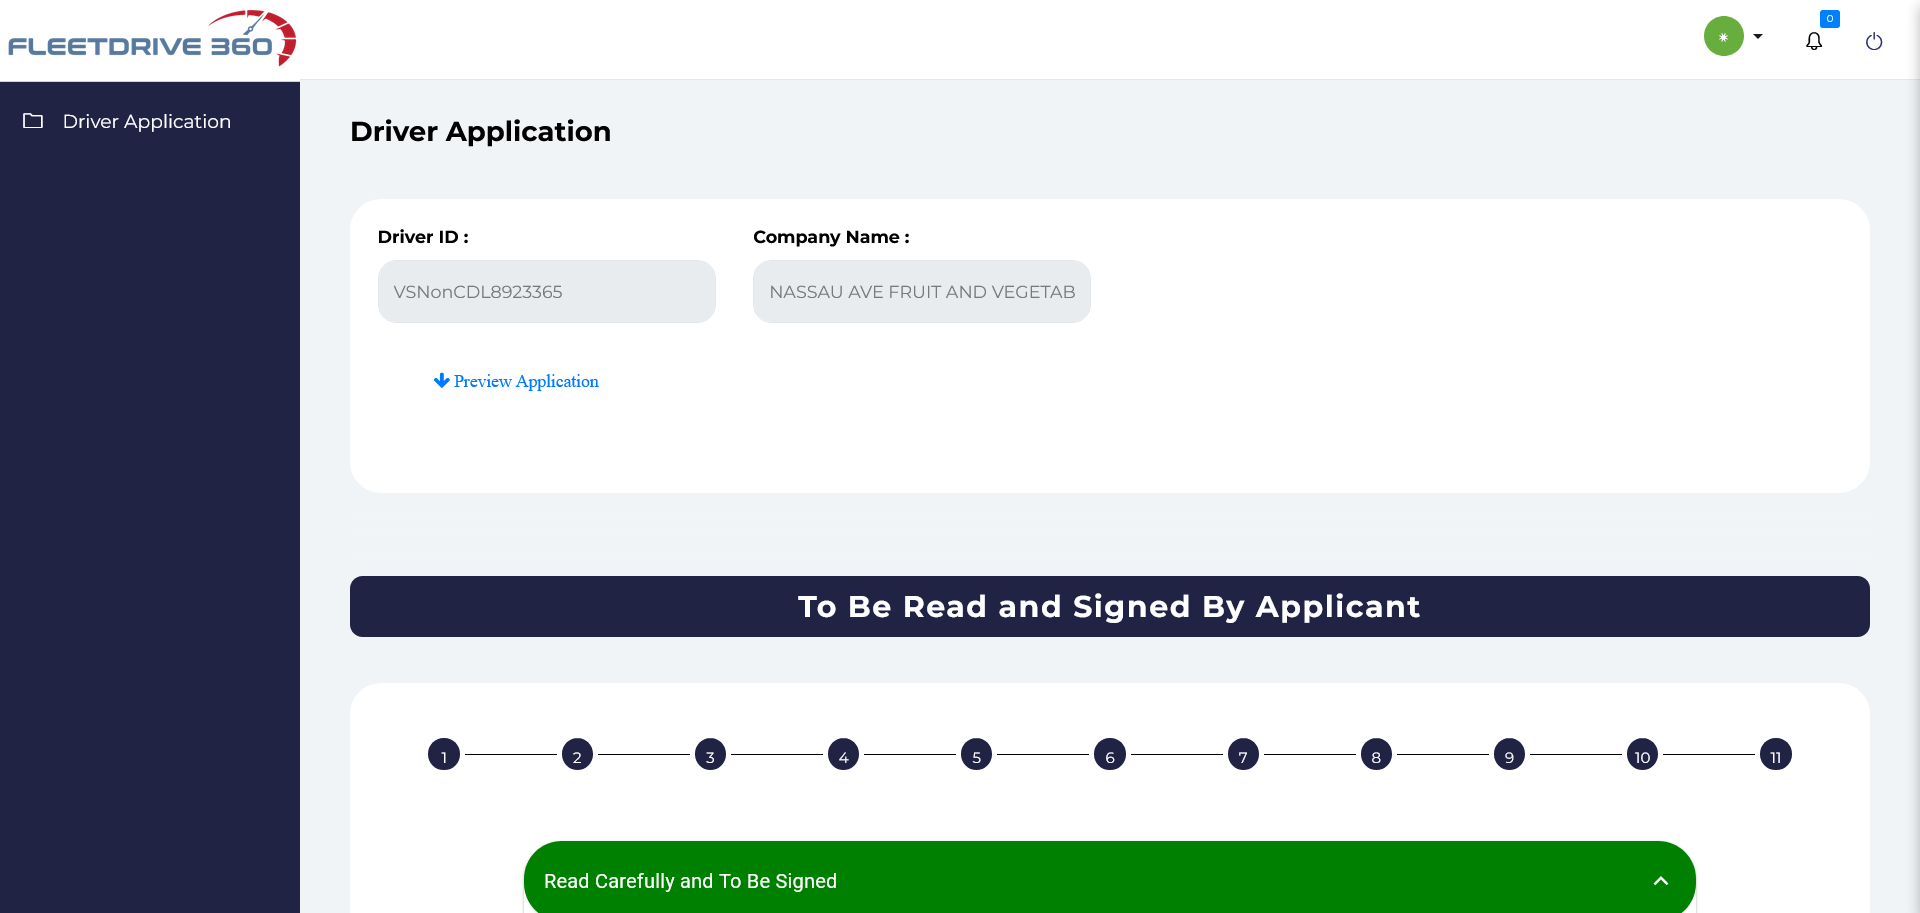 FLEETDRIVE 360
0
Driver Application
Driver Application
Driver ID :
Company Name :
VSNonCDL8923365
NASSAU AVE FRUIT AND VEGETAB
Preview Application
To Be Read and Signed By Applicant
1 2 3 4 5 6 7 8 9 10 11
Read Carefully and To Be Signed